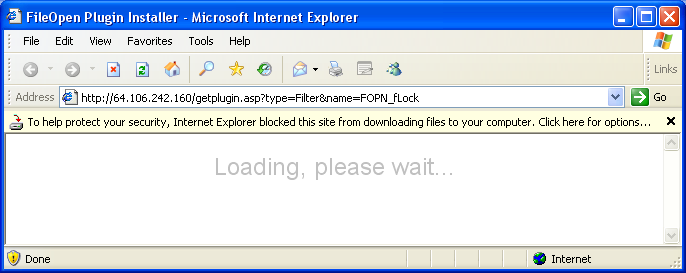 FileOpen Plugin Installer - Microsoft Internet Explorer
File Edit View Favorites Tools Help
Links
Address http://64.106.242.160/getplugin.asp?type=Filter&name=FOPN_fLock Go
To help protect your security, Internet Explorer blocked this site from downloading files to your computer. Click here for options...
Loading, please wait...
Done Internet